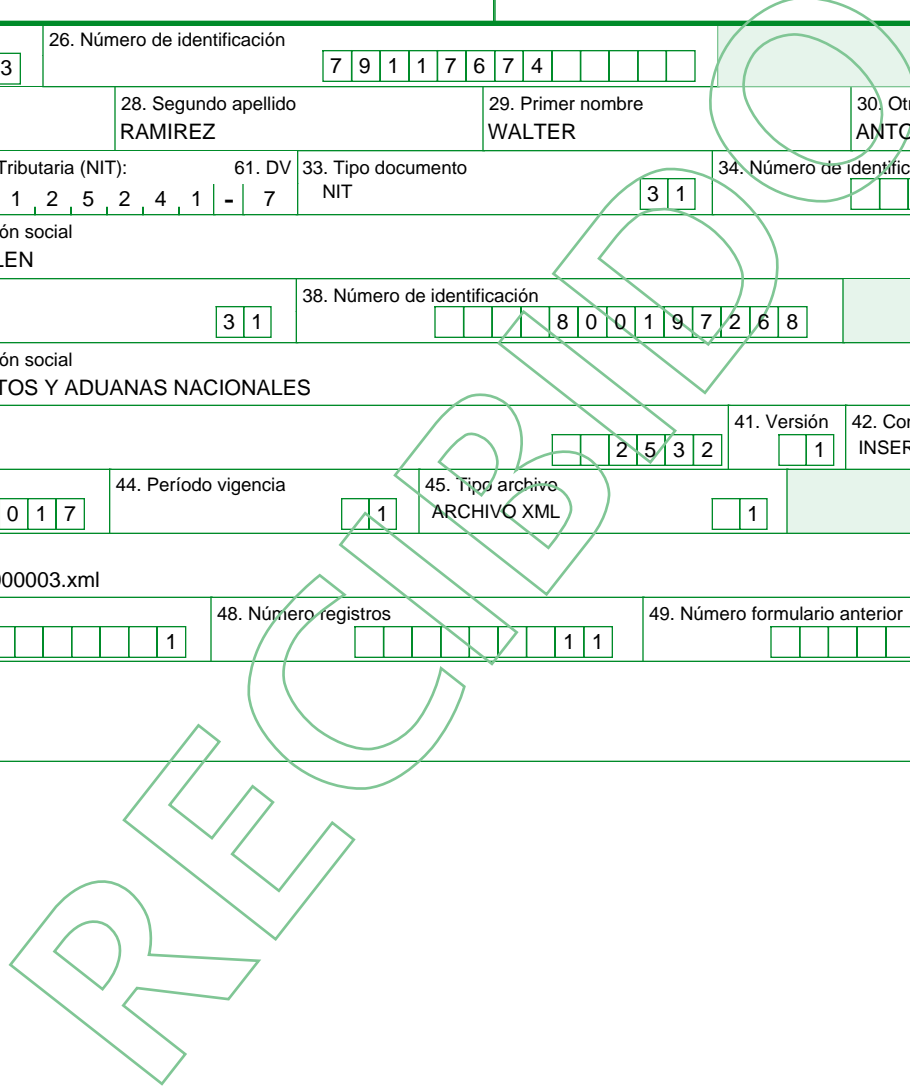 26. Número de identificación
3 7 9 1 1 7 6 7 4
28. Segundo apellido 29. Primer nombre 30. Otr
RAMIREZ WALTER ANTO
Tributaria (NIT): 61. DV 33. Tipo documento 34. Número de identific
1 2 5 2 4 1 - 7 NIT 3 1
ón social
LEN
38. Número de identificación
3 1 8 0 0 1 9 7 2 6 8
ón social
TOS Y ADUANAS NACIONALES
41. Versión 42. Con
2 5 3 2 1 INSER
44. Período vigencia 45. Tipo archivo
0 1 7 1 ARCHIVO XML 1
000003.xml
48. Número registros 49. Número formulario anterior
1 1 1
RECIBIDO